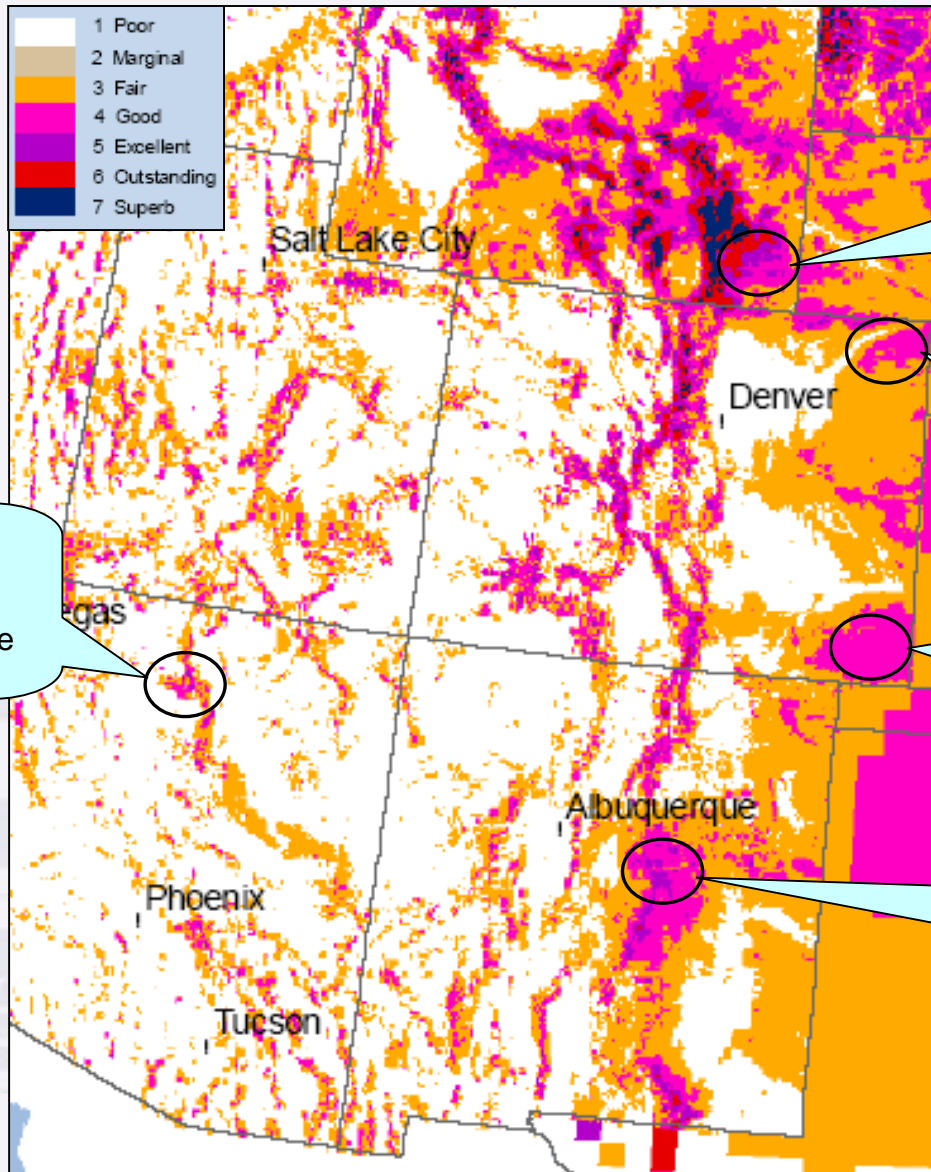 1 Poor
2 Marginal
3 Fair
4 Good
5 Excellent
6 Outstanding
7 Superb
Salt Lake City
Denver
egas
e
Albuquerque
Phoenix
Tucson